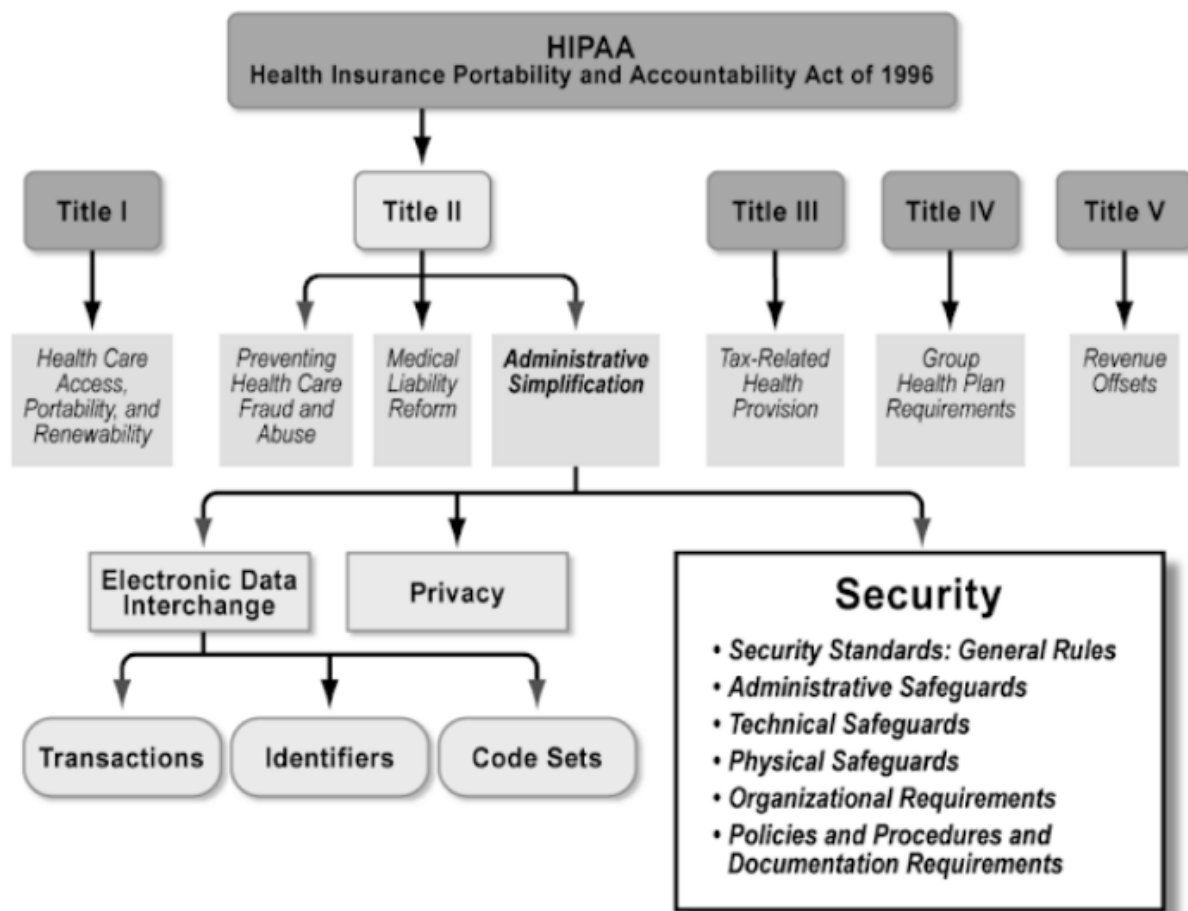 HIPAA
Health Insurance Portability and Accountability Act of 1996
Title I
Title II
Title III
Title IV
Title V
Health Care
Access,
Portability, and
Renewability
Preventing
Health Care
Fraud and
Abuse
Medical
Liability
Reform
Administrative
Simplification
Tax-Related
Health
Provision
Group
Health Plan
Requirements
Revenue
Offsets
Electronic Data
Interchange
Privacy
Security
• Security Standards: General Rules
• Administrative Safeguards
• Technical Safeguards
• Physical Safeguards
• Organizational Requirements
• Policies and Procedures and
Documentation Requirements
Transactions
Identifiers
Code Sets